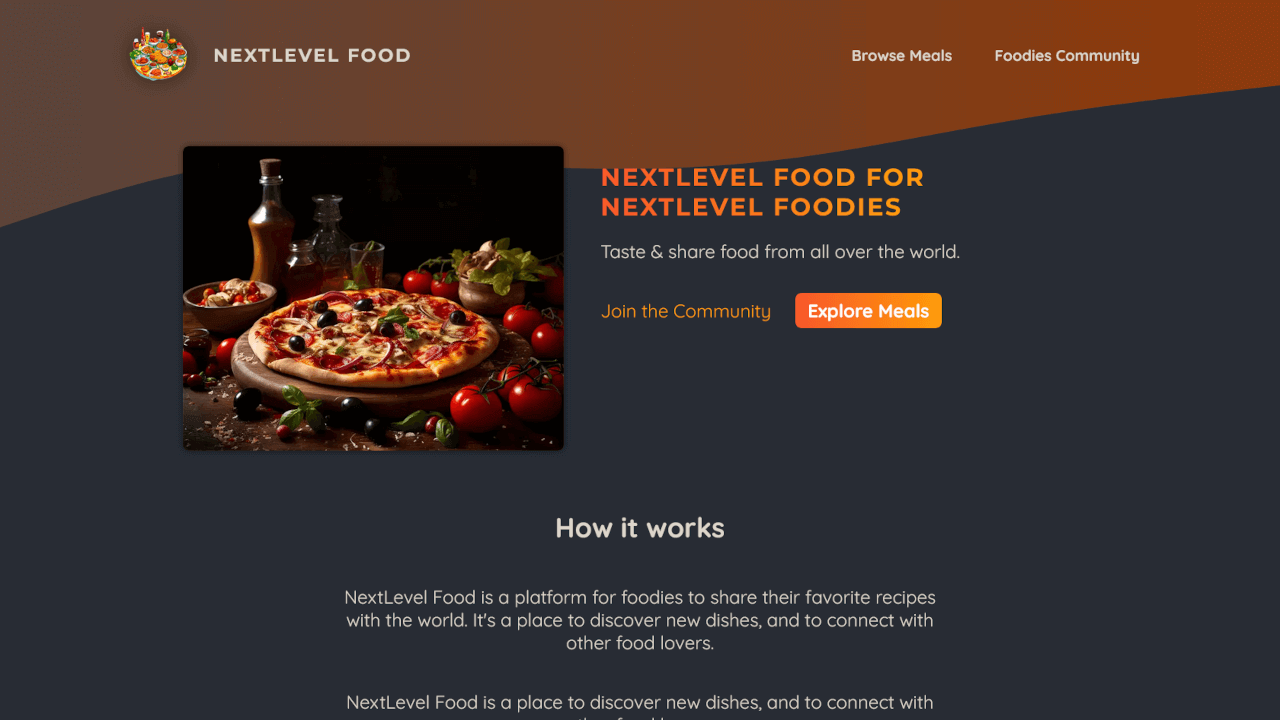 NEXTLEVEL FOOD
Browse Meals
Foodies Community
NEXTLEVEL FOOD FOR
NEXTLEVEL FOODIES
Taste & share food from all over the world.
Join the Community
Explore Meals
How it works
NextLevel Food is a platform for foodies to share their favorite recipes
with the world. It's a place to discover new dishes, and to connect with
other food lovers.
NextLevel Food is a place to discover new dishes, and to connect with